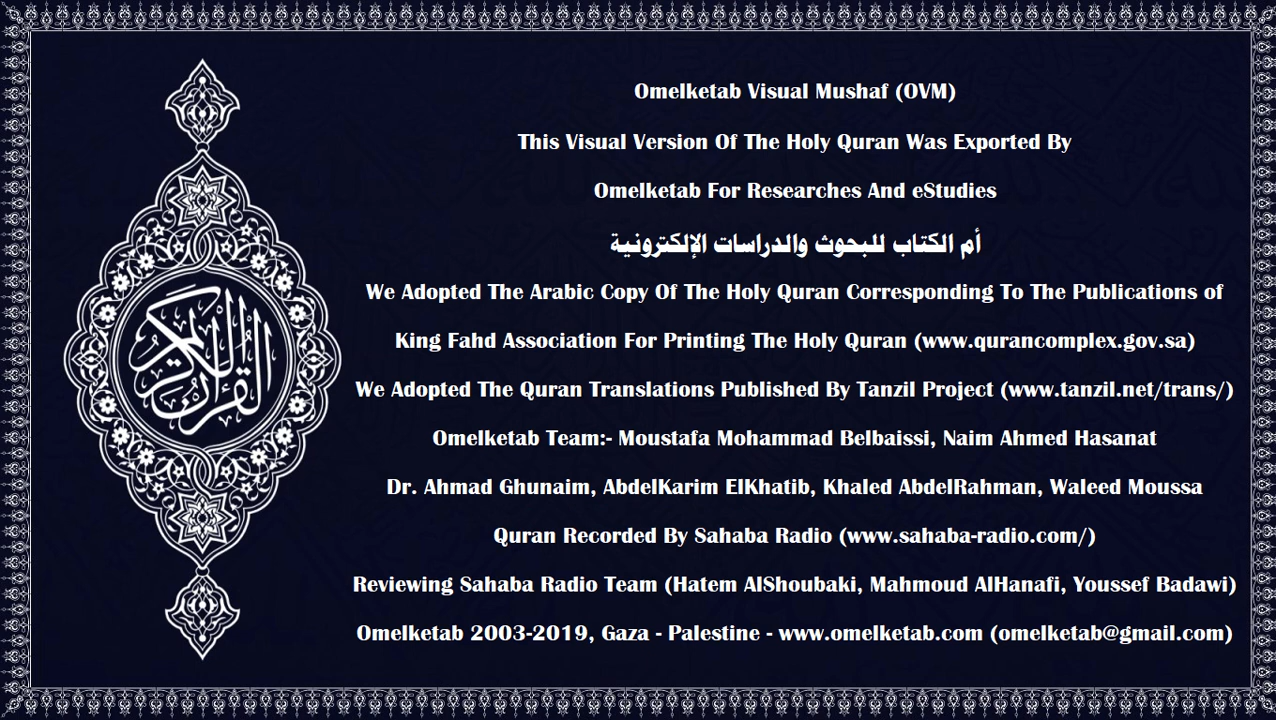 القرآن الكريم
Omelketab Visual Mushaf (OVM)
This Visual Version Of The Holy Quran Was Exported By
Omelketab For Researches And eStudies
أم الكتاب للبحوث والدراسات الإلكترونية
We Adopted The Arabic Copy Of The Holy Quran Corresponding To The Publications of
King Fahd Association For Printing The Holy Quran (www.qurancomplex.gov.sa)
We Adopted The Quran Translations Published By Tanzil Project (www.tanzil.net/trans/)
Omelketab Team:- Moustafa Mohammad Belbaissi, Naim Ahmed Hasanat
Dr. Ahmad Ghunaim, AbdelKarim ElKhatib, Khaled AbdelRahman, Waleed Moussa
Quran Recorded By Sahaba Radio (www.sahaba-radio.com/)
Reviewing Sahaba Radio Team (Hatem AlShoubaki, Mahmoud AlHanafi, Youssef Badawi)
Omelketab 2003-2019, Gaza - Palestine - www.omelketab.com (omelketab@gmail.com)